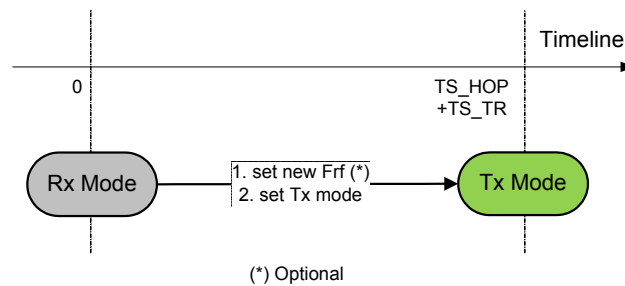 Timeline
0
TS_HOP
+TS_TR
Rx Mode
1. set new Frf (*)
2. set Tx mode
Tx Mode
(*) Optional